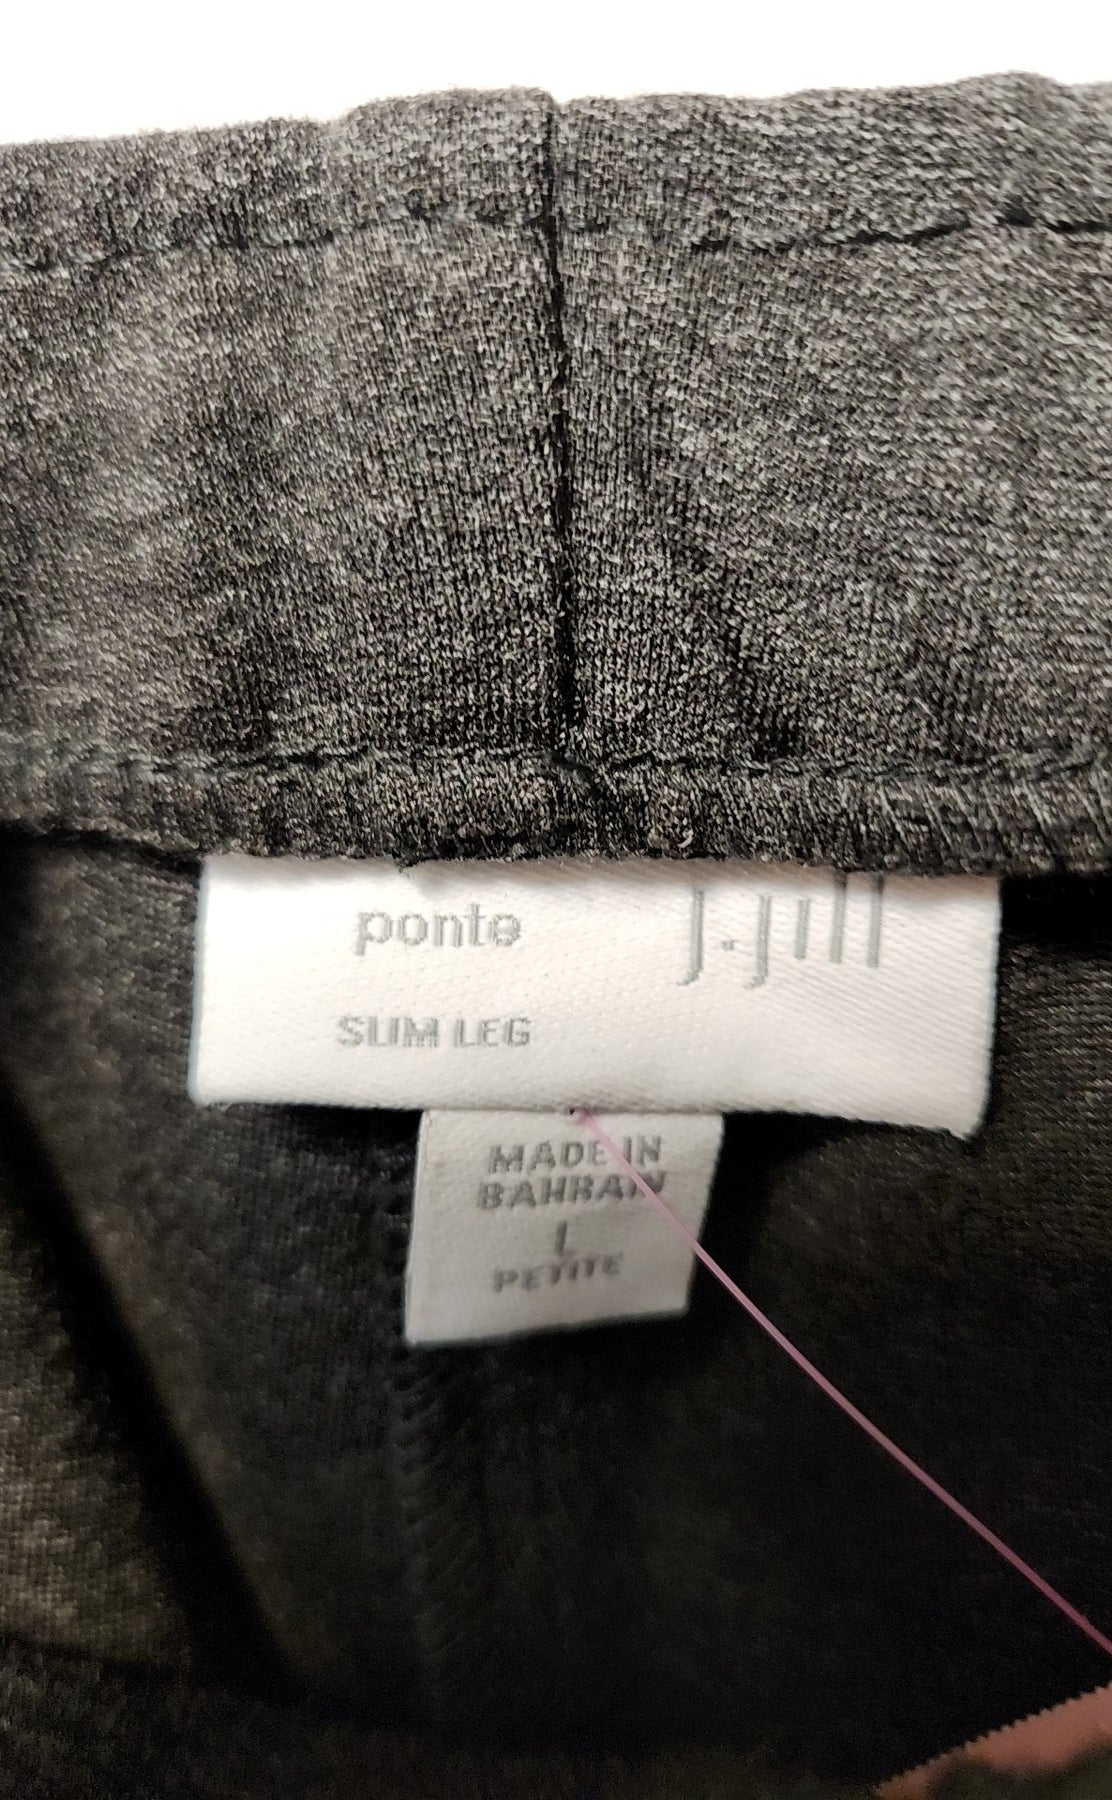 ponte
j.jill
SLIM LEG
MADE IN
BAHRAIN
L
PETITE